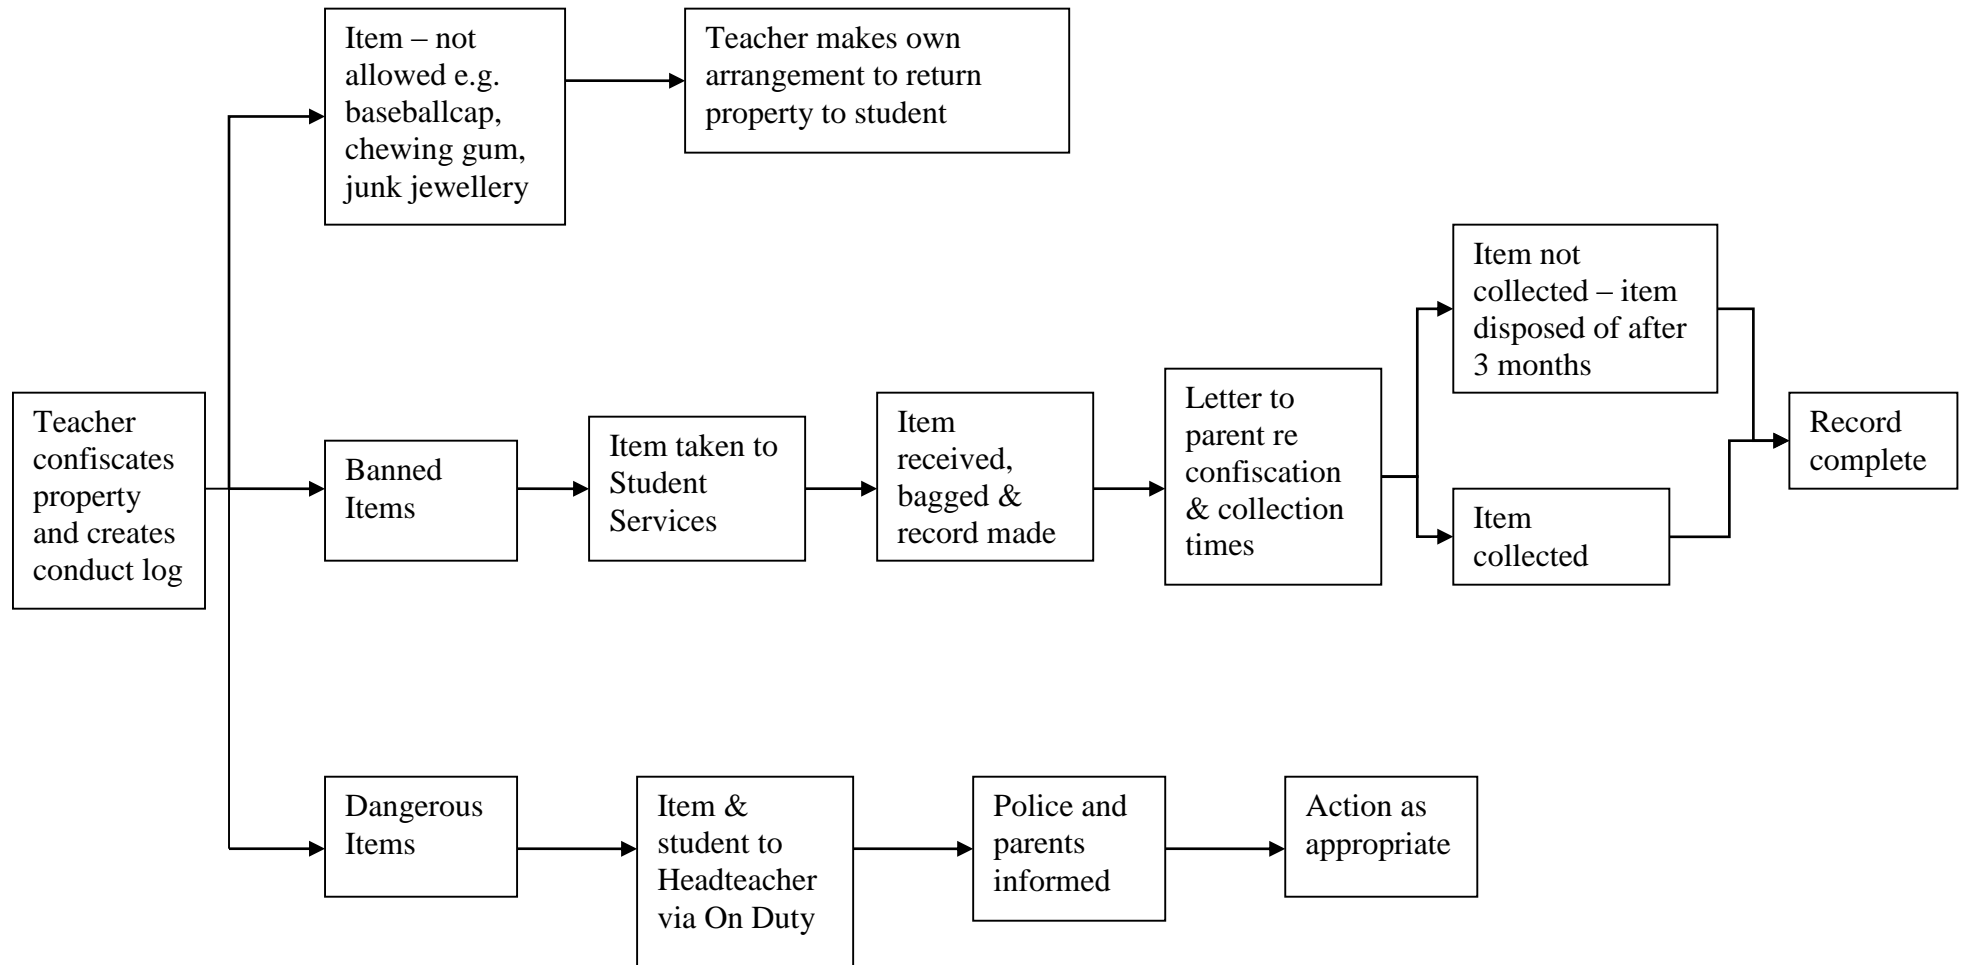 Item – not
allowed e.g.
baseballcap,
chewing gum,
junk jewellery
Teacher makes own
arrangement to return
property to student
Item not
collected – item
disposed of after
3 months
Teacher
confiscates
property
and creates
conduct log
Banned
Items
Item taken to
Student
Services
Item
received,
bagged &
record made
Letter to
parent re
confiscation
& collection
times
Item
collected
Record
complete
Dangerous
Items
Item &
student to
Headteacher
via On Duty
Police and
parents
informed
Action as
appropriate